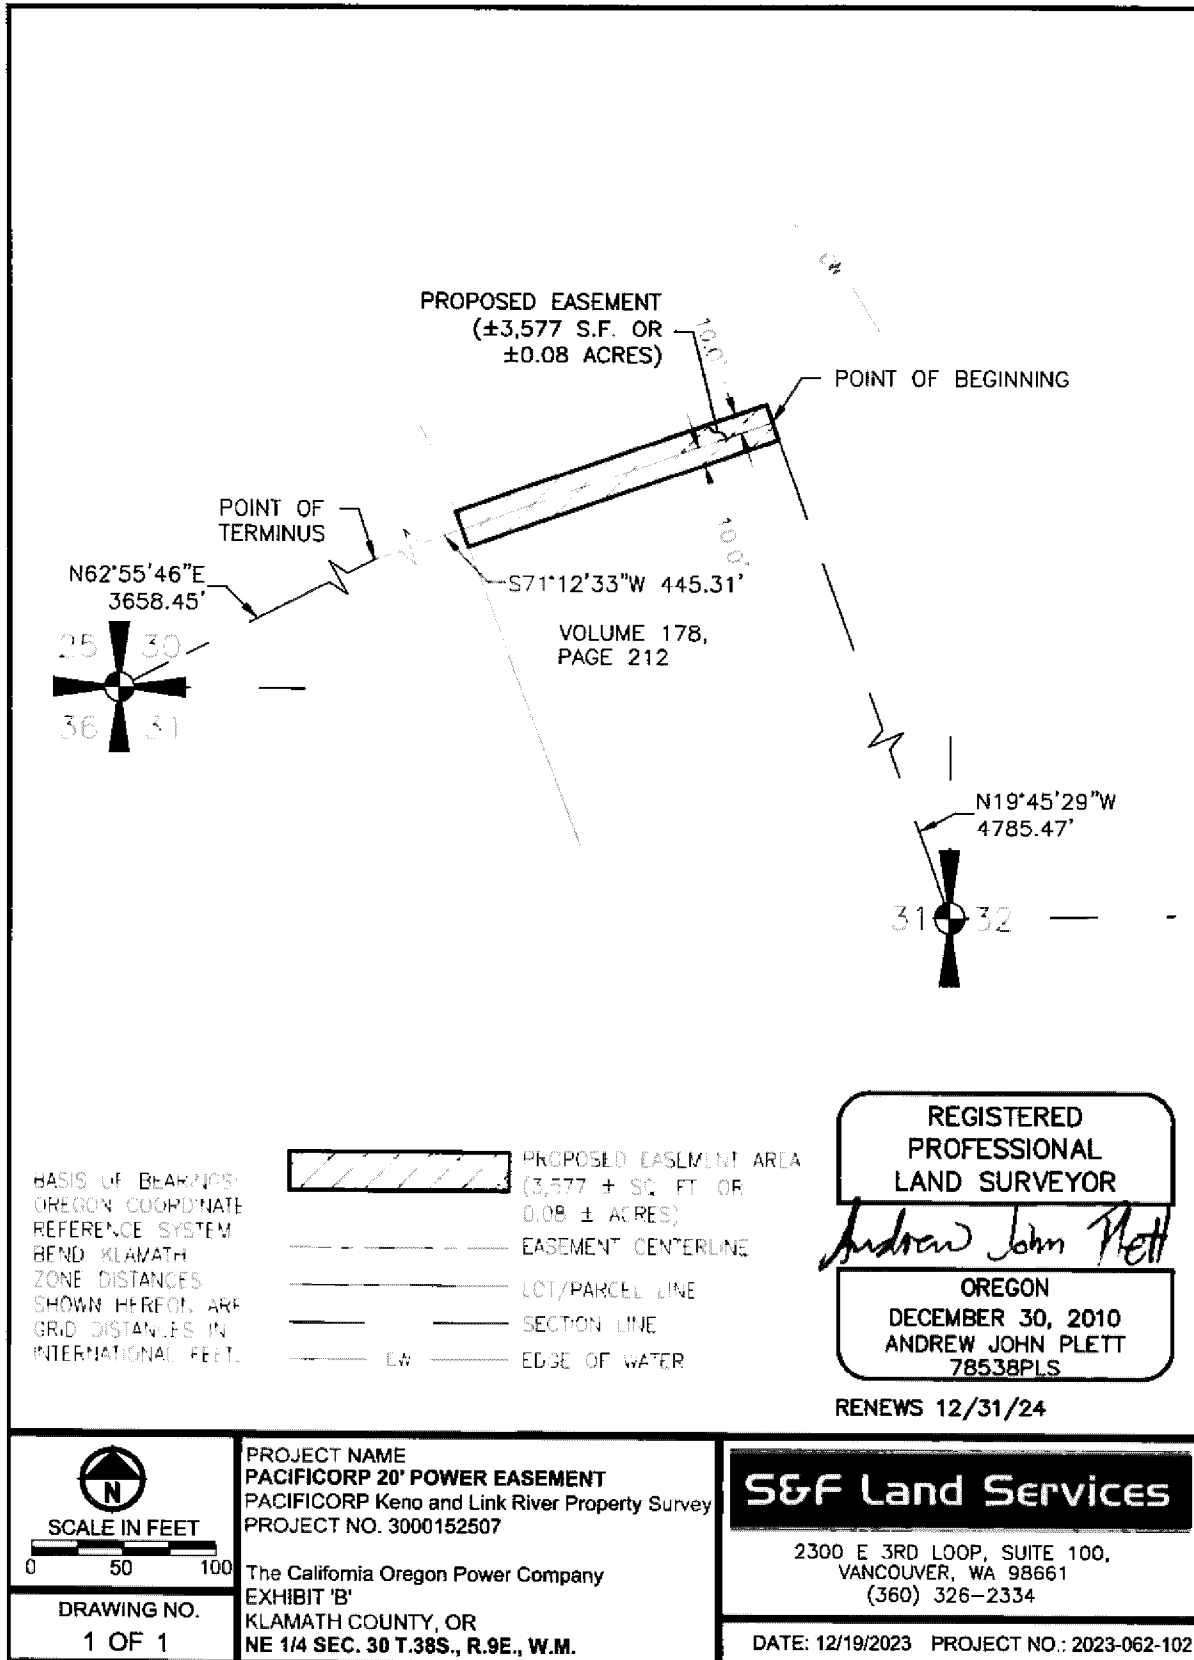 EW
PROPOSED EASEMENT
(±3,577 S.F. OR
±0.08 ACRES)
10.0'
POINT OF BEGINNING
POINT OF
TERMINUS
10.0'
N62°55'46"E
3658.45'
S71°12'33"W 445.31'
VOLUME 178,
PAGE 212
25 30
36 31
N19°45'29"W
4785.47'
31 32
BASIS OF BEARINGS:
OREGON COORDINATE
REFERENCE SYSTEM
BEND KLAMATH
ZONE DISTANCES
SHOWN HEREON ARE
GRID DISTANCES IN
INTERNATIONAL FEET.
PROPOSED EASEMENT AREA
(3,577 ± SQ. FT OR
0.08 ± ACRES)
EASEMENT CENTERLINE
LOT/PARCEL LINE
SECTION LINE
EW EDGE OF WATER
REGISTERED
PROFESSIONAL
LAND SURVEYOR
Andrew John Plett
OREGON
DECEMBER 30, 2010
ANDREW JOHN PLETT
78538PLS
RENEWS 12/31/24
N
SCALE IN FEET
0 50 100
DRAWING NO.
1 OF 1
PROJECT NAME
PACIFICORP 20' POWER EASEMENT
PACIFICORP Keno and Link River Property Survey
PROJECT NO. 3000152507
The California Oregon Power Company
EXHIBIT 'B'
KLAMATH COUNTY, OR
NE 1/4 SEC. 30 T.38S., R.9E., W.M.
S&F Land Services
2300 E 3RD LOOP, SUITE 100,
VANCOUVER, WA 98661
(360) 326-2334
DATE: 12/19/2023 PROJECT NO.: 2023-062-102